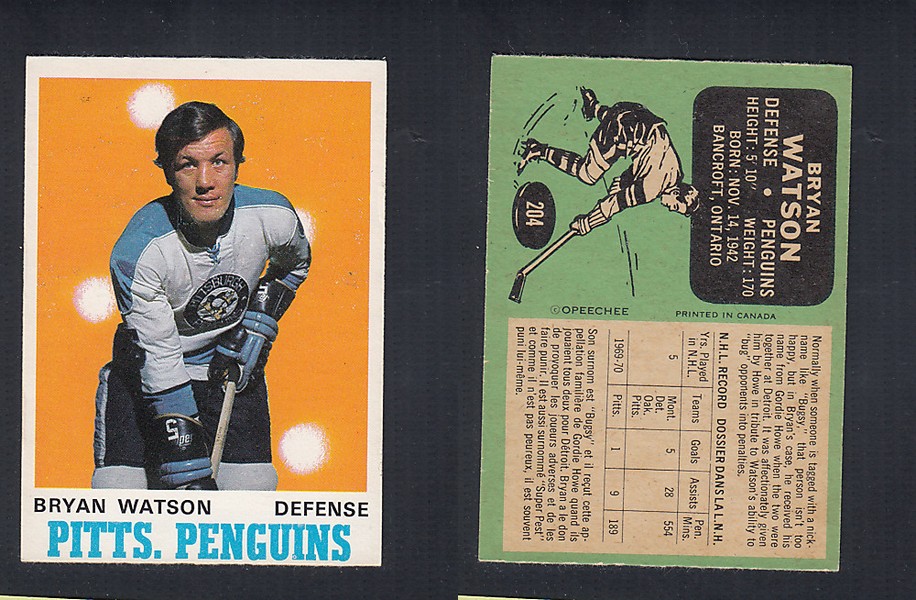 PITTSBURGH
PENGUINS
BRYAN WATSON DEFENSE
PITTS. PENGUINS
BRYAN
WATSON
DEFENSE • PENGUINS
HEIGHT: 5' 10" WEIGHT: 170
BORN: NOV. 14, 1942
BANCROFT, ONTARIO
204
©OPEECHEE PRINTED IN CANADA
Normally when someone is tagged with a nick-
name like "Bugsy," that person isn't too
happy, but in Bryan's case, he received his
name from Gordie Howe when the two were
together at Detroit. It was affectionately given
him by Howe in tribute to Watson's ability to
"bug" opponents into penalties.
N.H.L. RECORD DOSSIER DANS LA L.N.H.
Yrs. Played Teams Goals Assists Pen.
in N.H.L. Mins.
5 Mont. 5 28 554
Det.
Oak.
Pitts.
1969-70 Pitts. 1 9 189
Son surnom est "Bugsy" et il reçut cette ap-
pellation familière de Gordie Howe quand ils
jouaient tous deux pour Détroit. Bryan a le don
de provoquer les joueurs adverses et de les
faire punir. Il est aussi surnommé "Super Pest"
et comme il n'est pas peureux, il est souvent
puni lui-même.